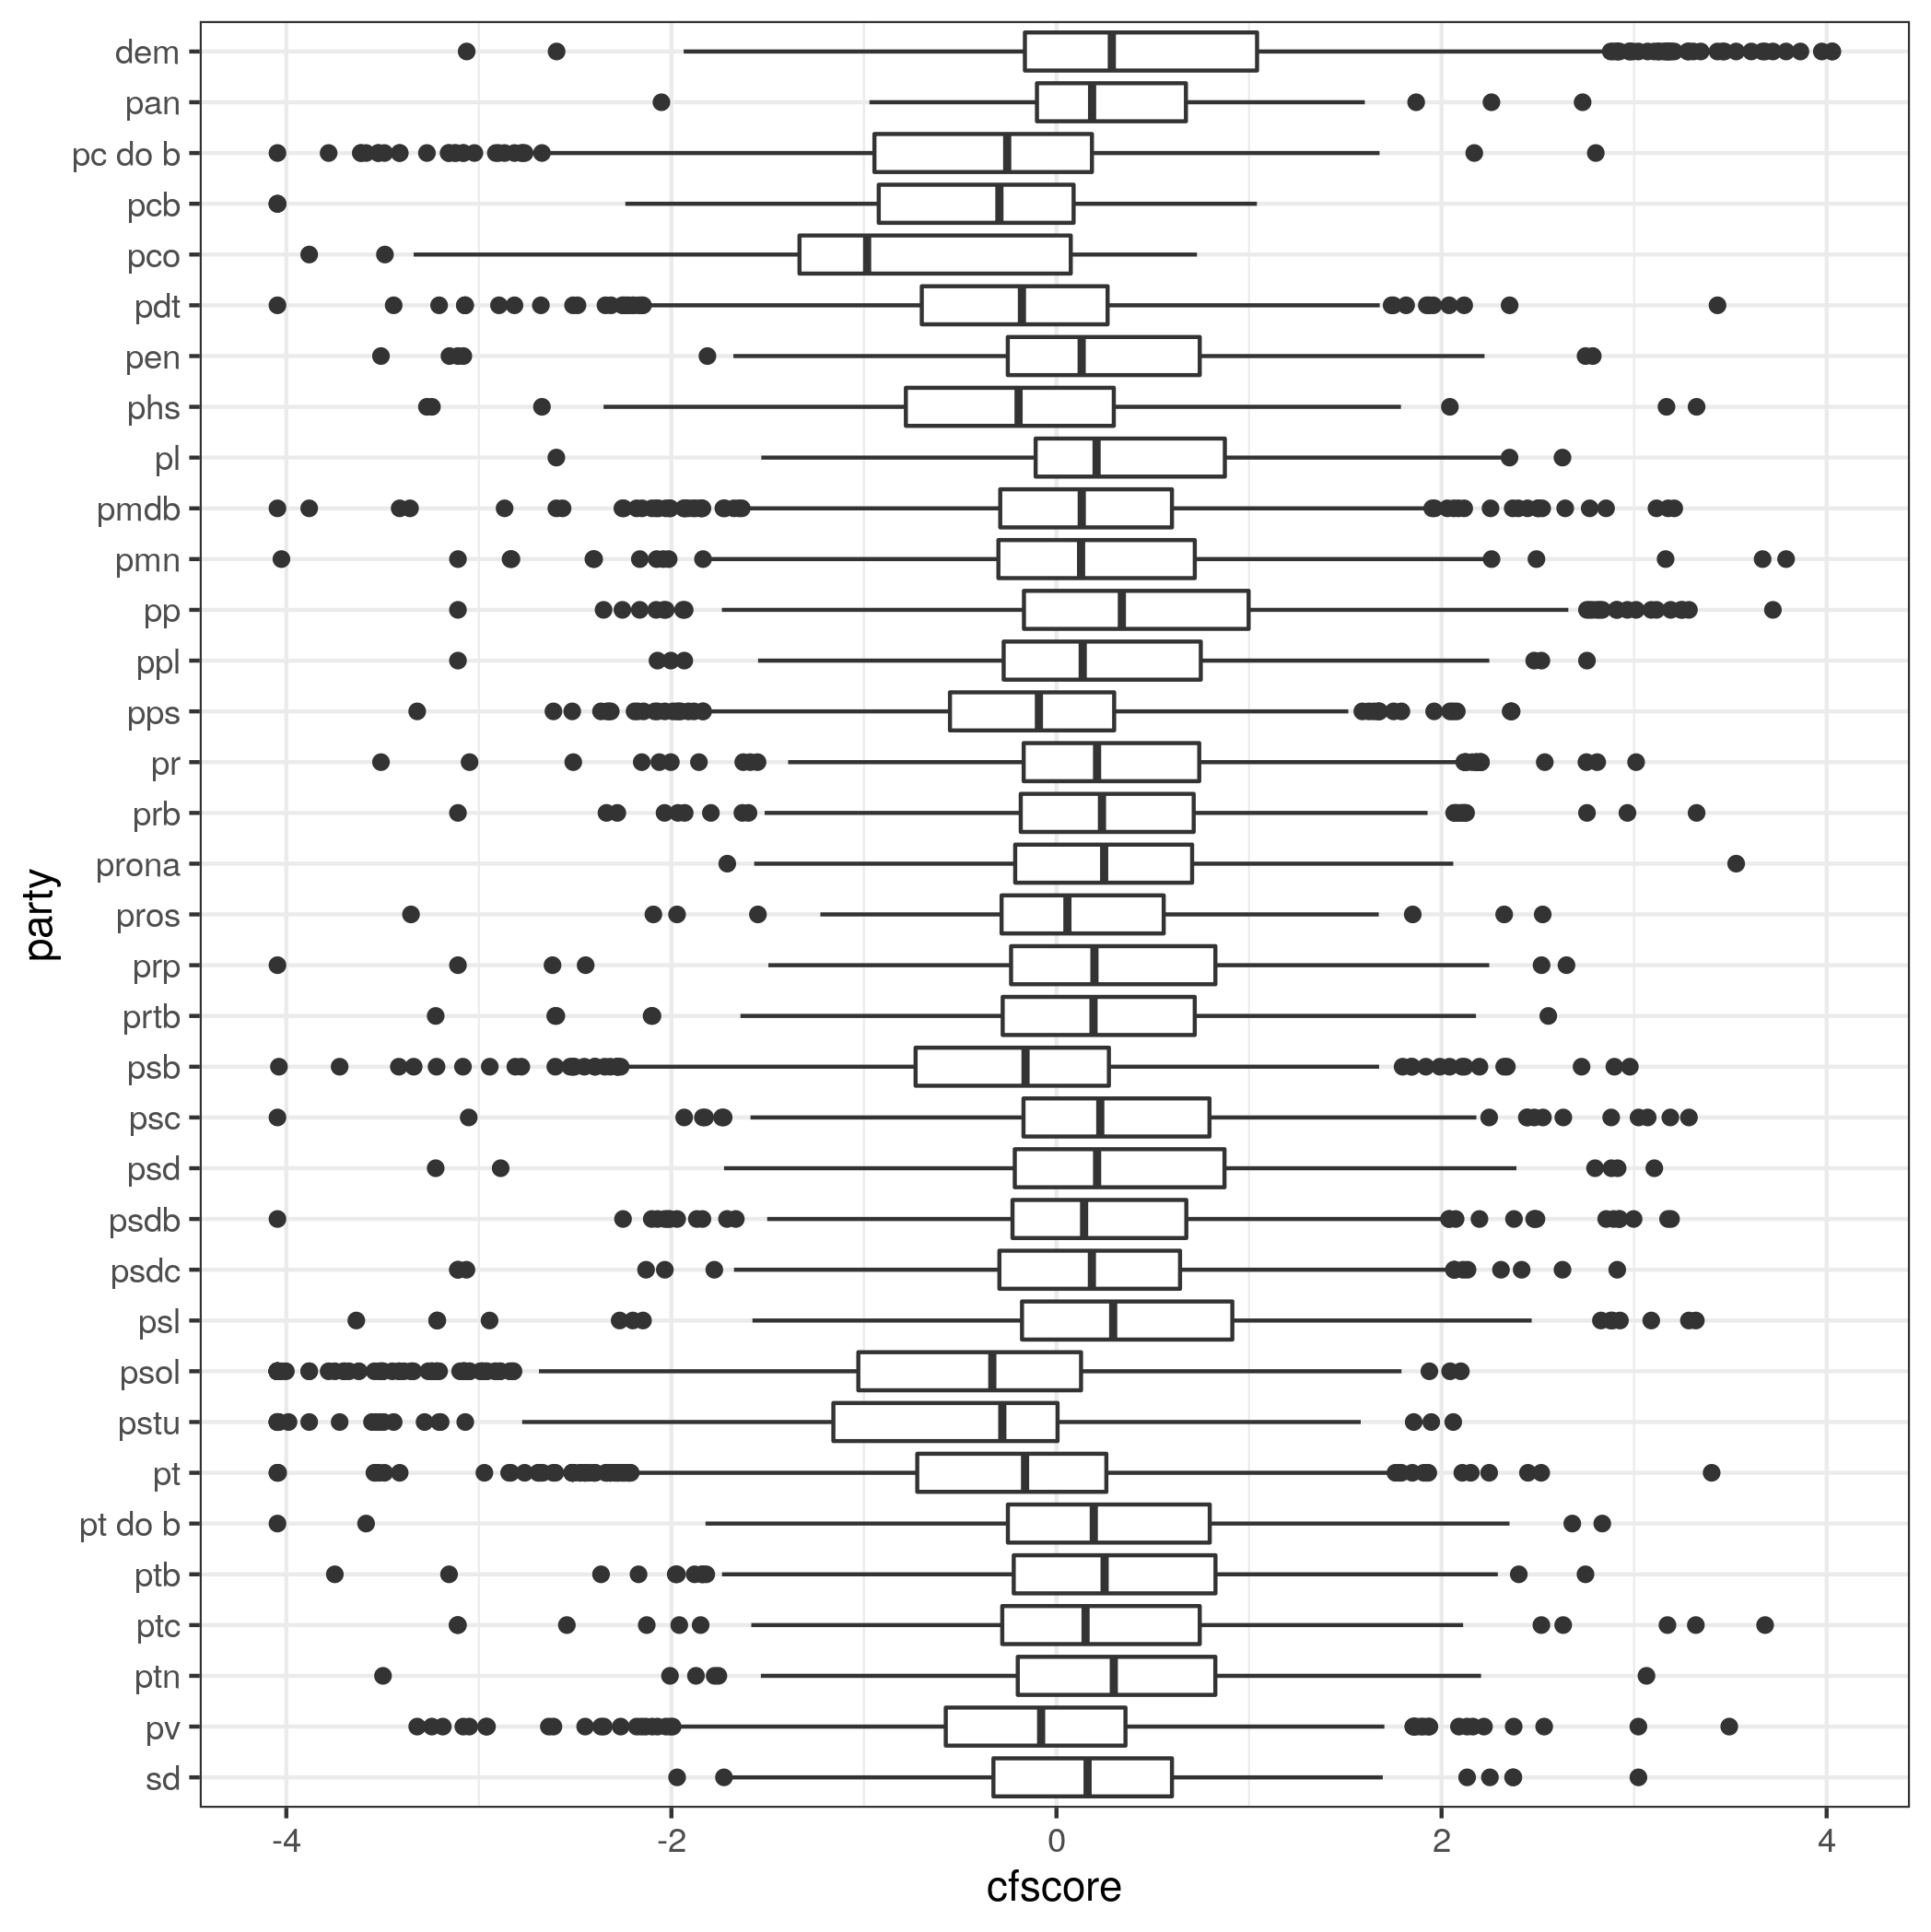 dem
pan
pc do b
pcb
pco
pdt
pen
phs
pl
pmdb
pmn
pp
ppl
pps
pr
prb
prona
pros
prp
prtb
psb
psc
psd
psdb
psdc
psl
psol
pstu
pt
pt do b
ptb
ptc
ptn
pv
sd
party
-4 -2 0 2 4
cfscore